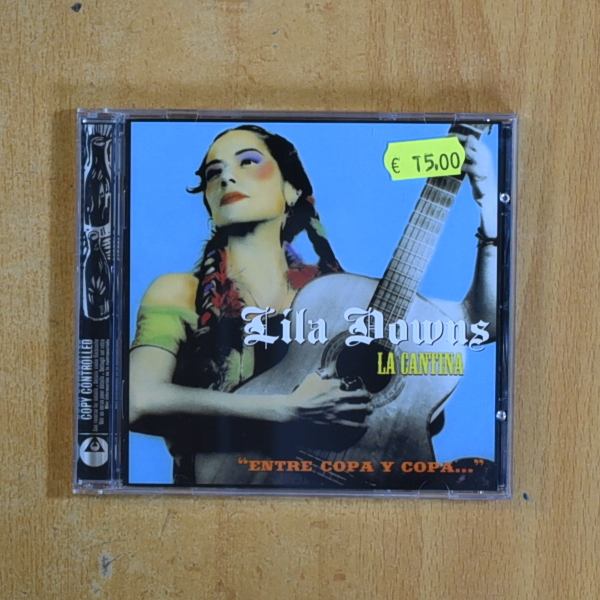 € 15,00
Lila Downs
LA CANTINA
"ENTRE COPA Y COPA..."
COPY CONTROLLED